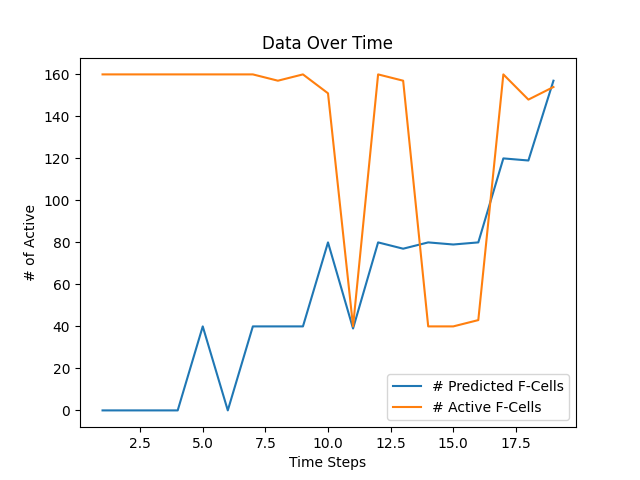 Data Over Time
160
140
120
100
80
60
40
20
0
# of Active
2.5 5.0 7.5 10.0 12.5 15.0 17.5
Time Steps
# Predicted F-Cells
# Active F-Cells